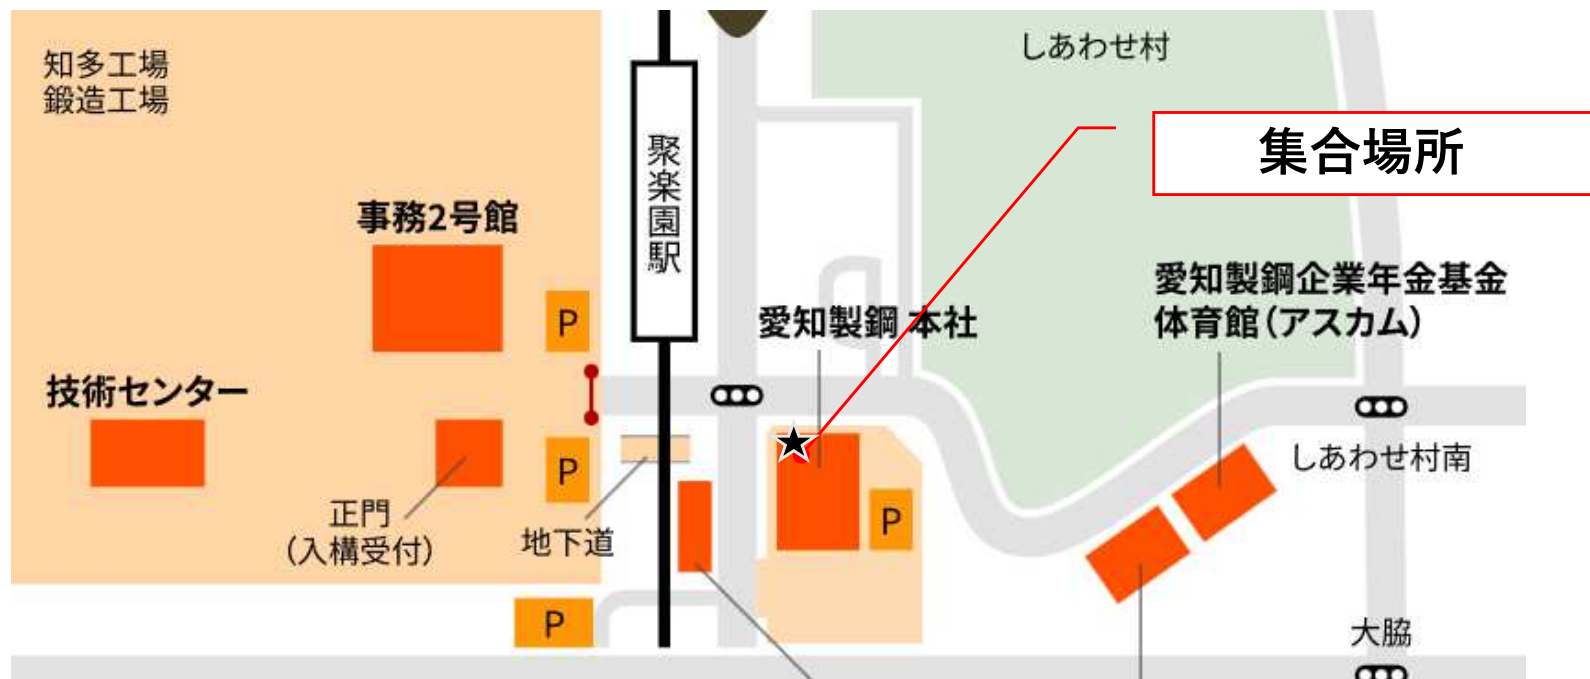 知多工場
鍛造工場
しあわせ村
集合場所
聚楽園駅
事務2号館
P
愛知製鋼 本社
愛知製鋼企業年金基金
体育館(アスカム)
技術センター
P
正門
(入構受付)
地下道
P
しあわせ村南
P
大脇